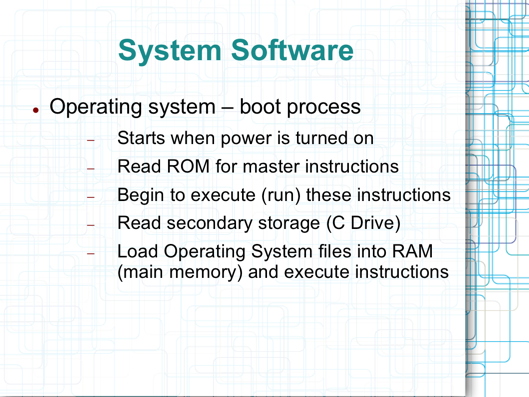 System Software
● Operating system – boot process
– Starts when power is turned on
– Read ROM for master instructions
– Begin to execute (run) these instructions
– Read secondary storage (C Drive)
– Load Operating System files into RAM
(main memory) and execute instructions